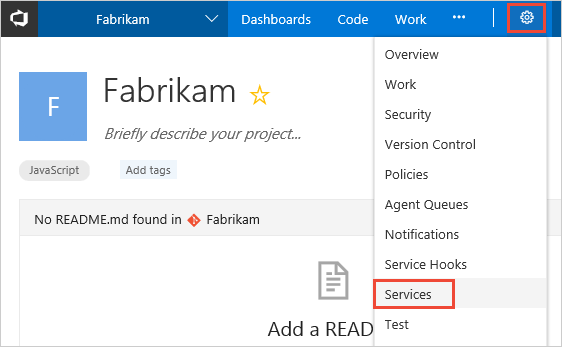 Fabrikam Dashboards Code Work ...
Overview
Work
Security
Version Control
Policies
Agent Queues
Notifications
Service Hooks
Services
Test
F
Fabrikam
Briefly describe your project...
JavaScript Add tags
No README.md found in Fabrikam
Add a READ